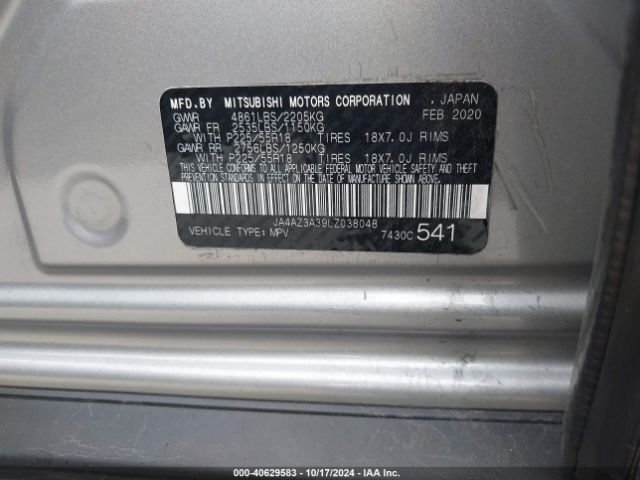 MFD.BY MITSUBISHI MOTORS CORPORATION , JAPAN
GVWR 4861LBS/2205KG FEB 2020
GAWR FR 2535LBS/1150KG
WITH P225/55R18 TIRES 18X7.0J RIMS
GAWR RR 2756LBS/1250KG
WITH P225/55R18 TIRES 18X7.0J RIMS
THIS VEHICLE CONFORMS TO ALL APPLICABLE FEDERAL MOTOR VEHICLE SAFETY, BUMPER, AND THEFT
PREVENTION STANDARDS IN EFFECT ON THE DATE OF MANUFACTURE SHOWN ABOVE.
JA4AZ3A39LZ038048
VEHICLE TYPE: MPV 7430C 541
000-40629583 - 10/17/2024 - IAA Inc.